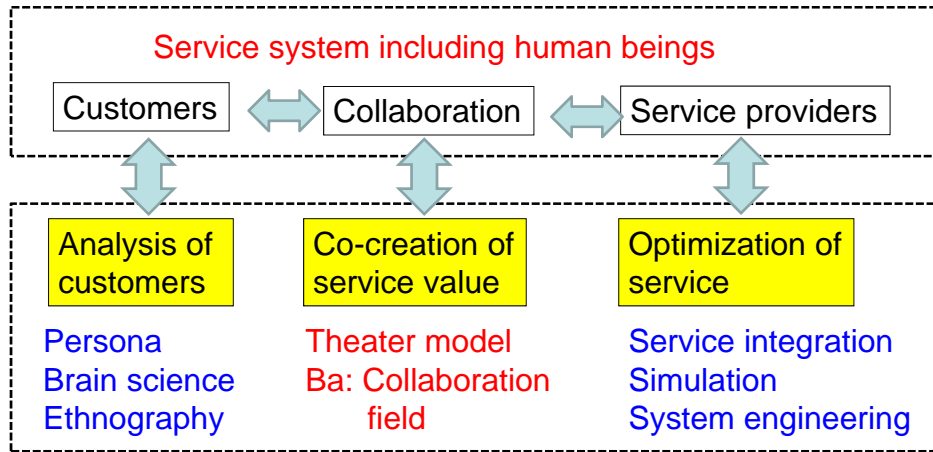 Service system including human beings
Customers
Collaboration
Service providers
Analysis of
customers
Co-creation of
service value
Optimization of
service
Persona
Brain science
Ethnography
Theater model
Ba: Collaboration
field
Service integration
Simulation
System engineering